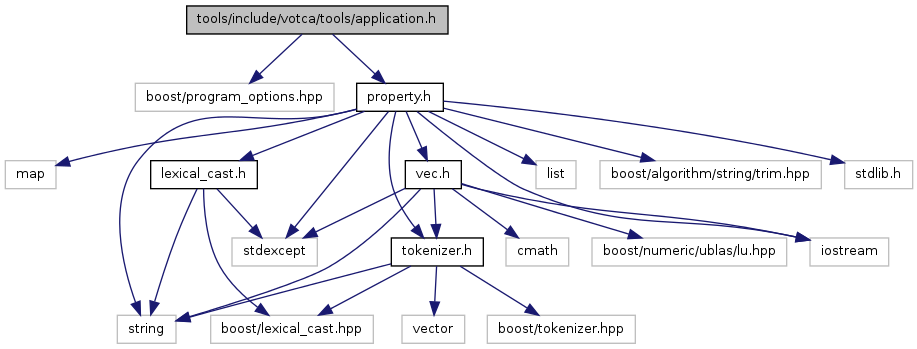 tools/include/votca/tools/application.h
boost/program_options.hpp
property.h
map
lexical_cast.h
vec.h
list
boost/algorithm/string/trim.hpp
stdlib.h
stdexcept
tokenizer.h
cmath
boost/numeric/ublas/lu.hpp
iostream
string
boost/lexical_cast.hpp
vector
boost/tokenizer.hpp